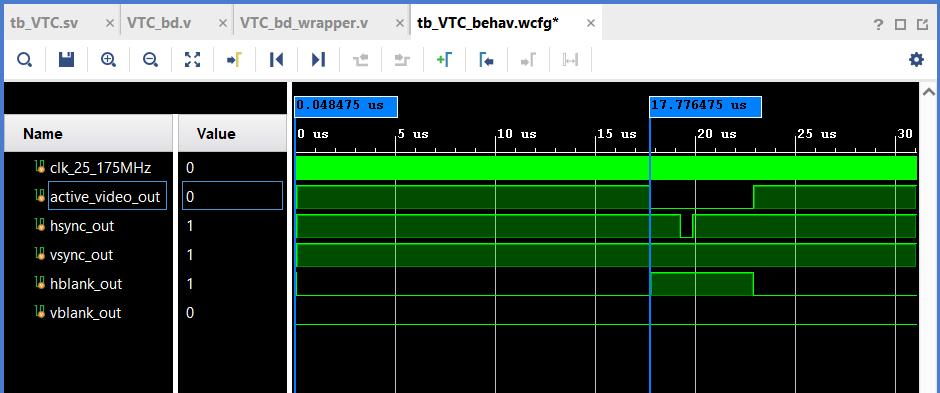 tb_VTC.sv × VTC_bd.v × VTC_bd_wrapper.v × tb_VTC_behav.wcfg* × ?
0.048475 us 17.776475 us
Name Value 0 us 5 us 10 us 15 us 20 us 25 us 30
clk_25_175MHz 0
active_video_out 0
hsync_out 1
vsync_out 1
hblank_out 1
vblank_out 0